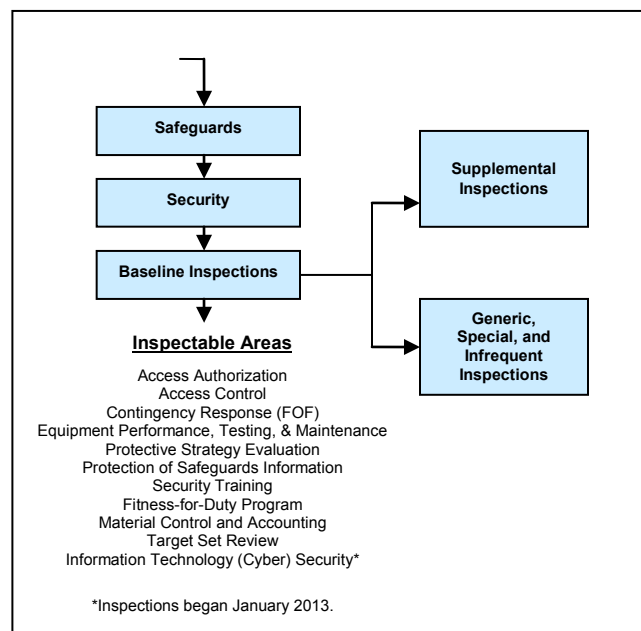 Safeguards
Security
Baseline Inspections
Supplemental
Inspections
Generic,
Special, and
Infrequent
Inspections
Inspectable Areas
Access Authorization
Access Control
Contingency Response (FOF)
Equipment Performance, Testing, & Maintenance
Protective Strategy Evaluation
Protection of Safeguards Information
Security Training
Fitness-for-Duty Program
Material Control and Accounting
Target Set Review
Information Technology (Cyber) Security*
*Inspections began January 2013.